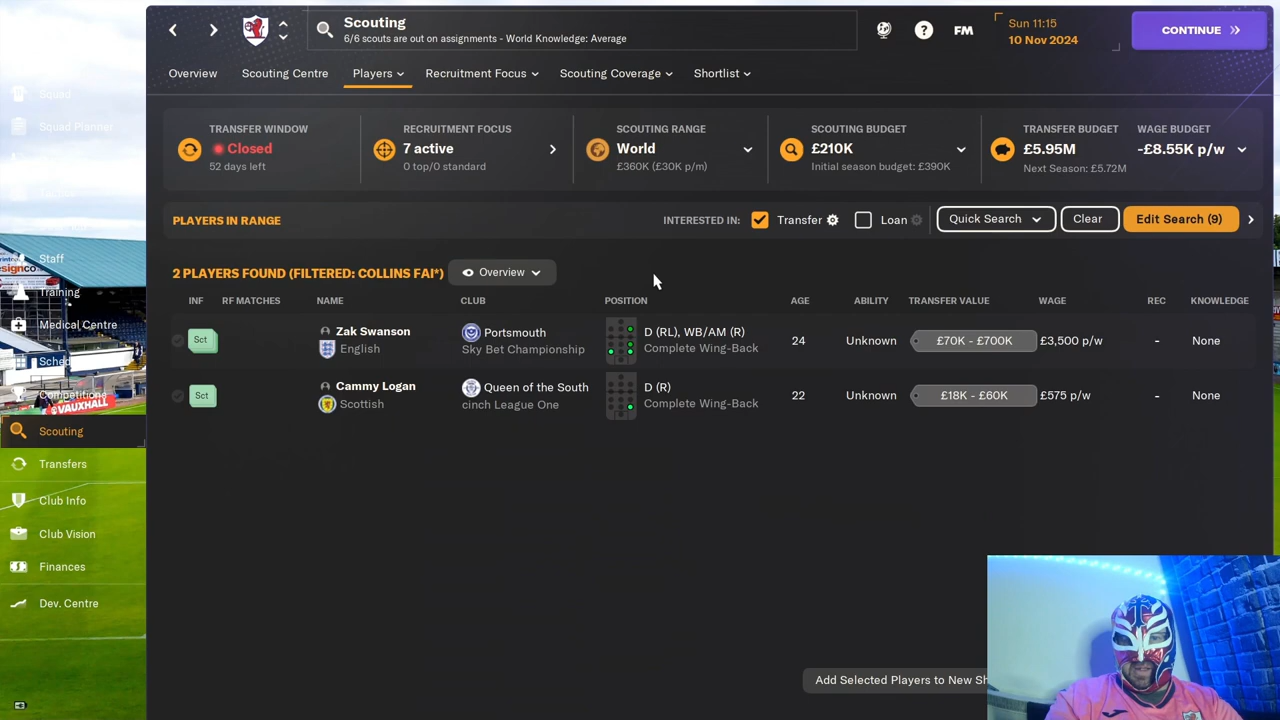 Scouting
6/6 scouts are out on assignments - World Knowledge: Average
FM
Sun 11:15
10 Nov 2024
CONTINUE
Overview
Scouting Centre
Players
Recruitment Focus
Scouting Coverage
Shortlist
Squad
Squad Planner
Staff
Training
Medical Centre
Sched
Competitions
VAUXHALL
Scouting
Transfers
Club Info
Club Vision
Finances
Dev. Centre
TRANSFER WINDOW
Closed
52 days left
RECRUITMENT FOCUS
7 active
0 top/0 standard
SCOUTING RANGE
World
£360K (£30K p/m)
SCOUTING BUDGET
£210K
Initial season budget: £390K
TRANSFER BUDGET
£5.95M
Next Season: £5.72M
WAGE BUDGET
-£8.55K p/w
PLAYERS IN RANGE
INTERESTED IN:
Transfer
Loan
Quick Search
Clear
Edit Search (9)
2 PLAYERS FOUND (FILTERED: COLLINS FAI*)
Overview
INF RF MATCHES NAME CLUB POSITION AGE ABILITY TRANSFER VALUE WAGE REC KNOWLEDGE
Sct Zak Swanson Portsmouth D (RL), WB/AM (R) 24 Unknown £70K - £700K £3,500 p/w - None
English Sky Bet Championship Complete Wing-Back
Sct Cammy Logan Queen of the South D (R) 22 Unknown £18K - £60K £575 p/w - None
Scottish cinch League One Complete Wing-Back
Add Selected Players to New Sh